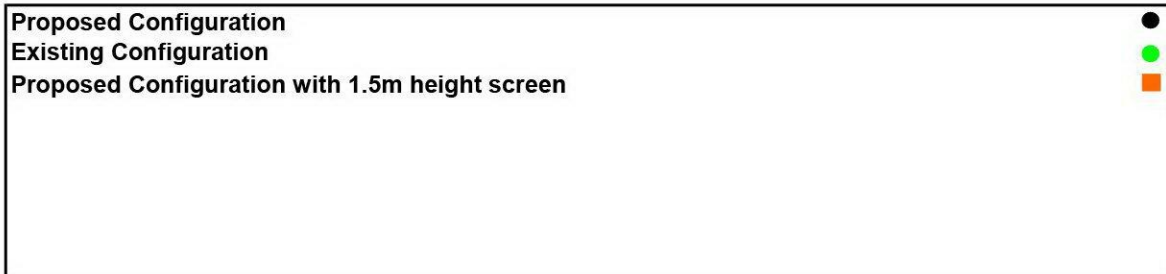 Proposed Configuration
Existing Configuration
Proposed Configuration with 1.5m height screen